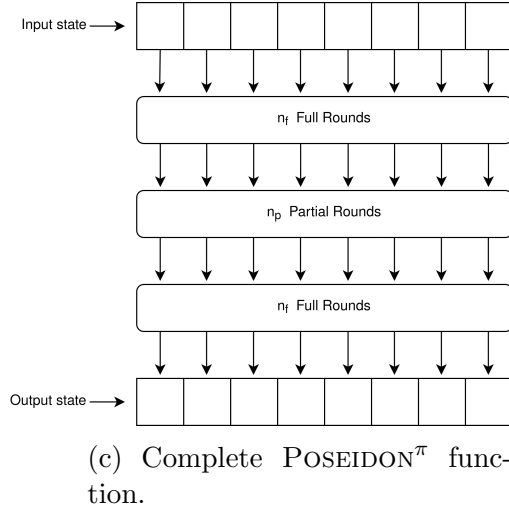 Input state
n_f Full Rounds
n_p Partial Rounds
n_f Full Rounds
Output state
(c) Complete POSEIDON^π func-
tion.